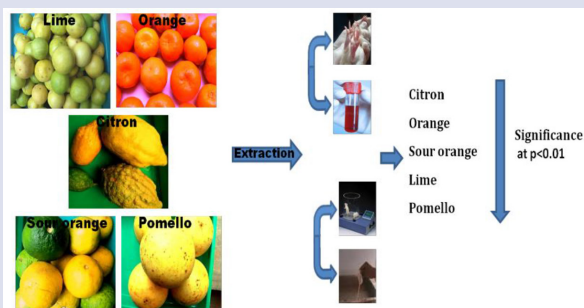 Lime
Orange
Citron
Sour orange
Pomello
Extraction
Citron
Orange
Sour orange
Lime
Pomello
Significance
at p<0.01